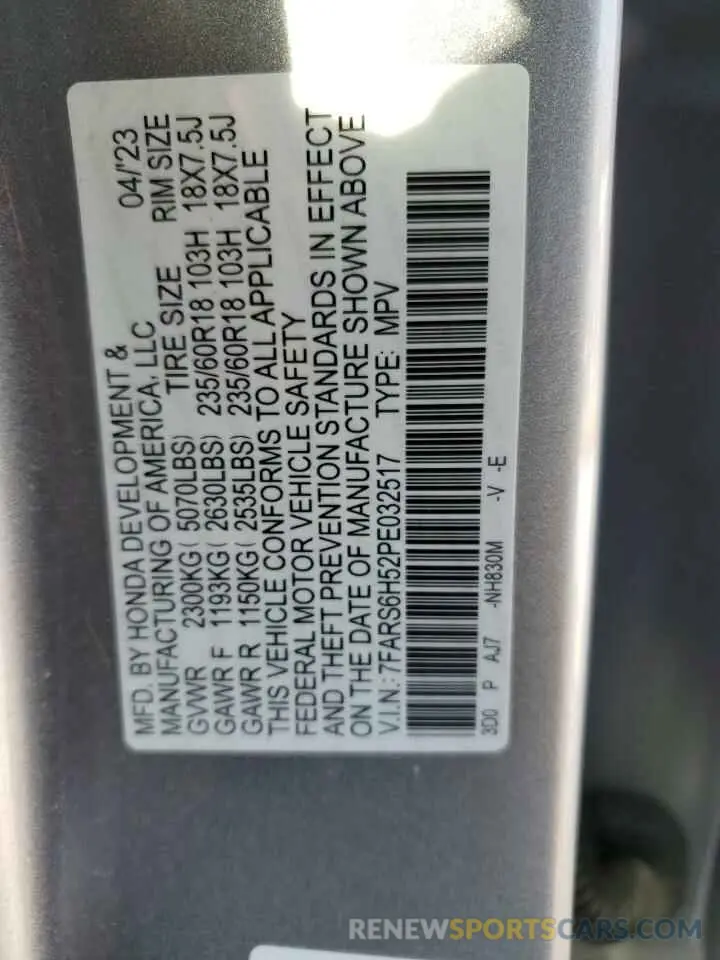 MFD. BY HONDA DEVELOPMENT & 04/'23
MANUFACTURING OF AMERICA, LLC
GVWR 2300KG( 5070LBS) TIRE SIZE RIM SIZE
GAWR F 1193KG( 2630LBS) 235/60R18 103H 18X7.5J
GAWR R 1150KG( 2535LBS) 235/60R18 103H 18X7.5J
THIS VEHICLE CONFORMS TO ALL APPLICABLE
FEDERAL MOTOR VEHICLE SAFETY
AND THEFT PREVENTION STANDARDS IN EFFECT
ON THE DATE OF MANUFACTURE SHOWN ABOVE
V.I.N.: 7FARS6H52PE032517 TYPE: MPV
3D0 P AJ7 -NH830M -V -E
RENEWSPORTSCARS.COM